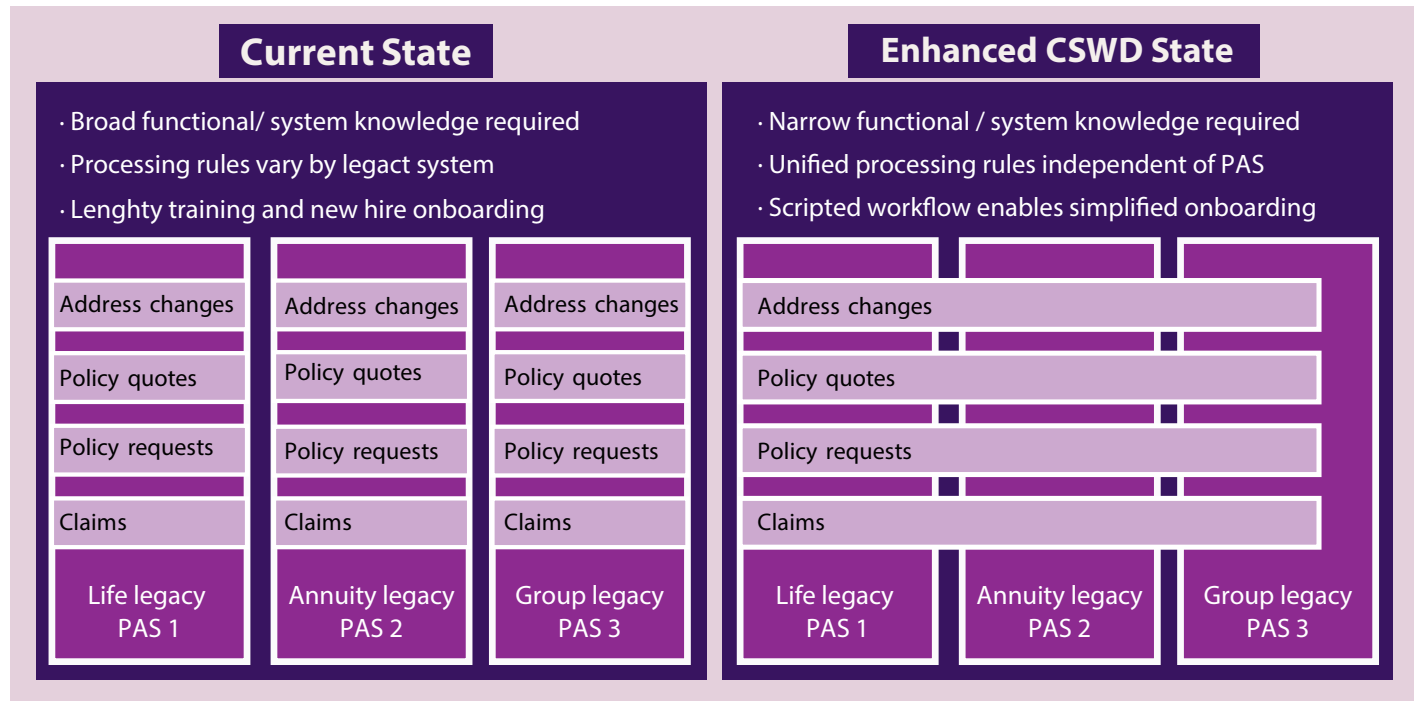 Current State
· Broad functional/ system knowledge required
· Processing rules vary by legact system
· Lenghty training and new hire onboarding
Address changes
Policy quotes
Policy requests
Claims
Life legacy
PAS 1
Address changes
Policy quotes
Policy requests
Claims
Annuity legacy
PAS 2
Address changes
Policy quotes
Policy requests
Claims
Group legacy
PAS 3
Enhanced CSWD State
· Narrow functional / system knowledge required
· Unified processing rules independent of PAS
· Scripted workflow enables simplified onboarding
Address changes
Policy quotes
Policy requests
Claims
Life legacy
PAS 1
Annuity legacy
PAS 2
Group legacy
PAS 3